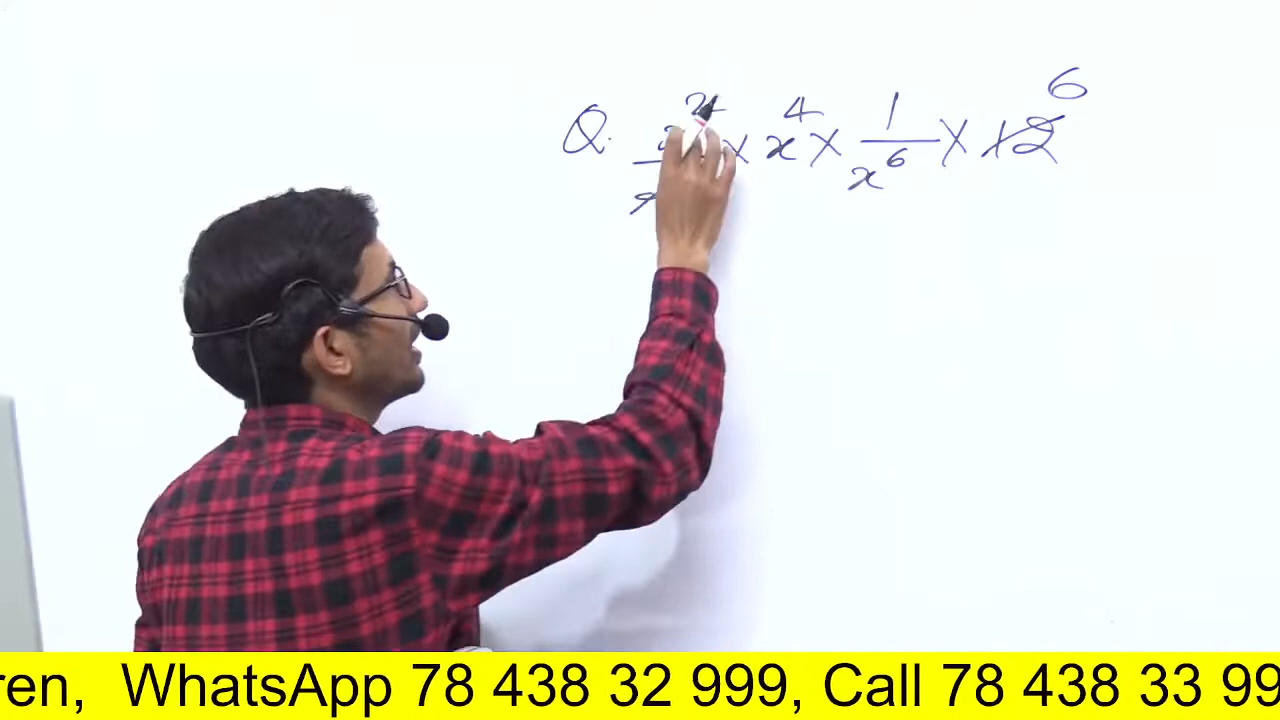 Q. x⁴ × 1/x⁶ × 12 6
ren, WhatsApp 78 438 32 999, Call 78 438 33 99